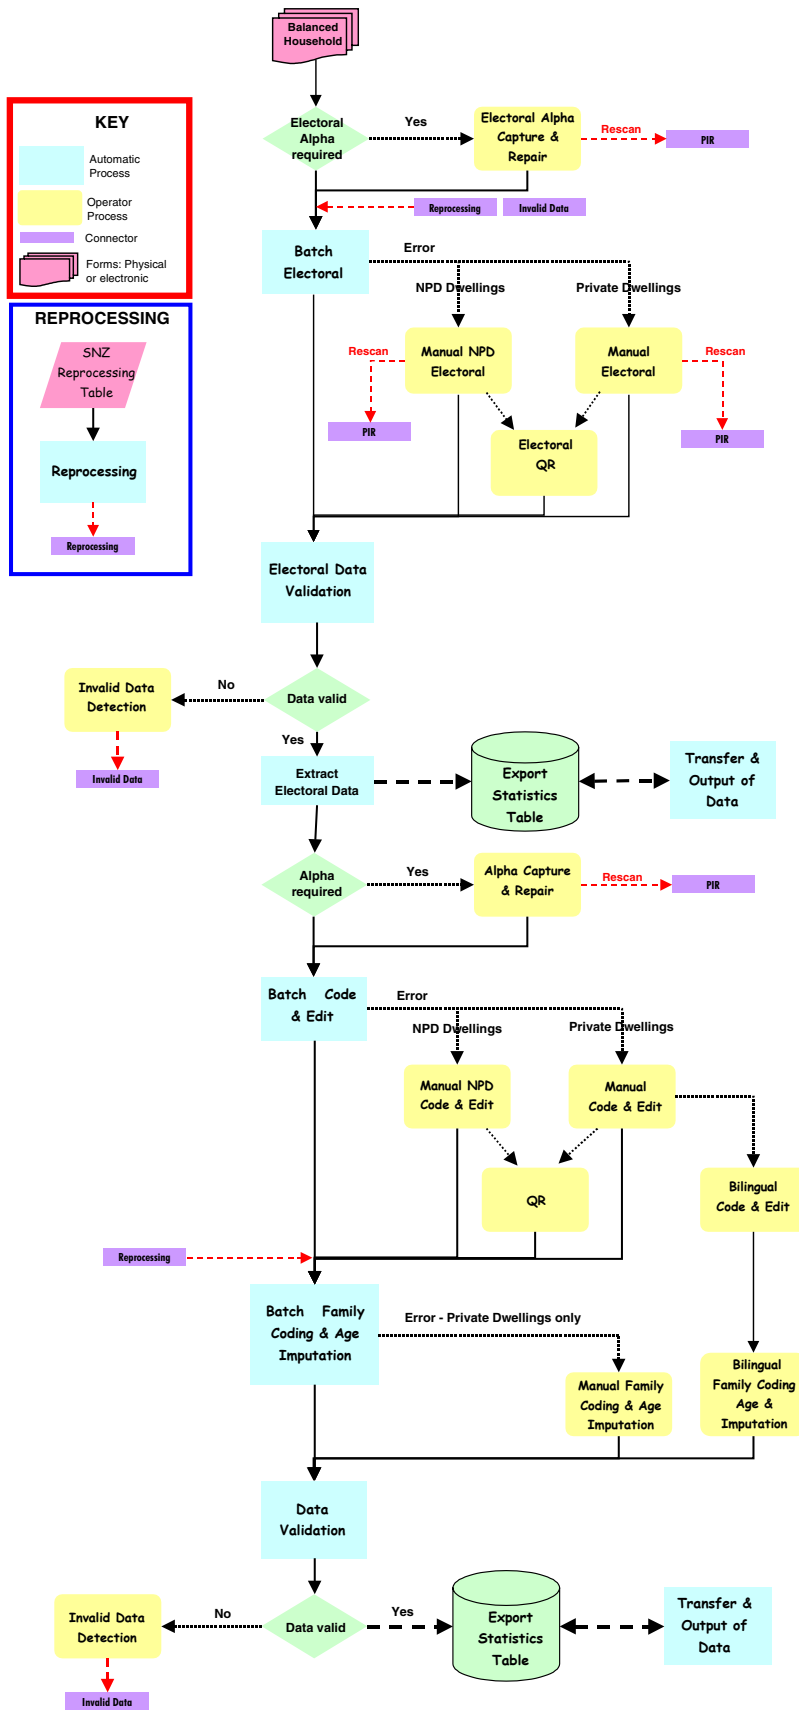 Balanced
Household
Electoral
Alpha
required
Yes
Electoral Alpha
Capture &
Repair
Rescan
PIR
KEY
Automatic
Process
Operator
Process
Connector
Forms: Physical
or electronic
Reprocessing
Invalid Data
Batch
Electoral
Error
NPD Dwellings
Private Dwellings
REPROCESSING
SNZ
Reprocessing
Table
Reprocessing
Reprocessing
Rescan
Manual NPD
Electoral
Manual
Electoral
Rescan
PIR
PIR
Electoral
QR
Electoral Data
Validation
Invalid Data
Detection
No
Data valid
Yes
Invalid Data
Extract
Electoral Data
Export
Statistics
Table
Transfer &
Output of
Data
Alpha
required
Yes
Alpha Capture
& Repair
Rescan
PIR
Batch Code
& Edit
Error
NPD Dwellings
Private Dwellings
Manual NPD
Code & Edit
Manual
Code & Edit
QR
Bilingual
Code & Edit
Reprocessing
Batch Family
Coding & Age
Imputation
Error - Private Dwellings only
Manual Family
Coding & Age
Imputation
Bilingual
Family Coding
Age &
Imputation
Data
Validation
Invalid Data
Detection
No
Data valid
Yes
Export
Statistics
Table
Transfer &
Output of
Data
Invalid Data